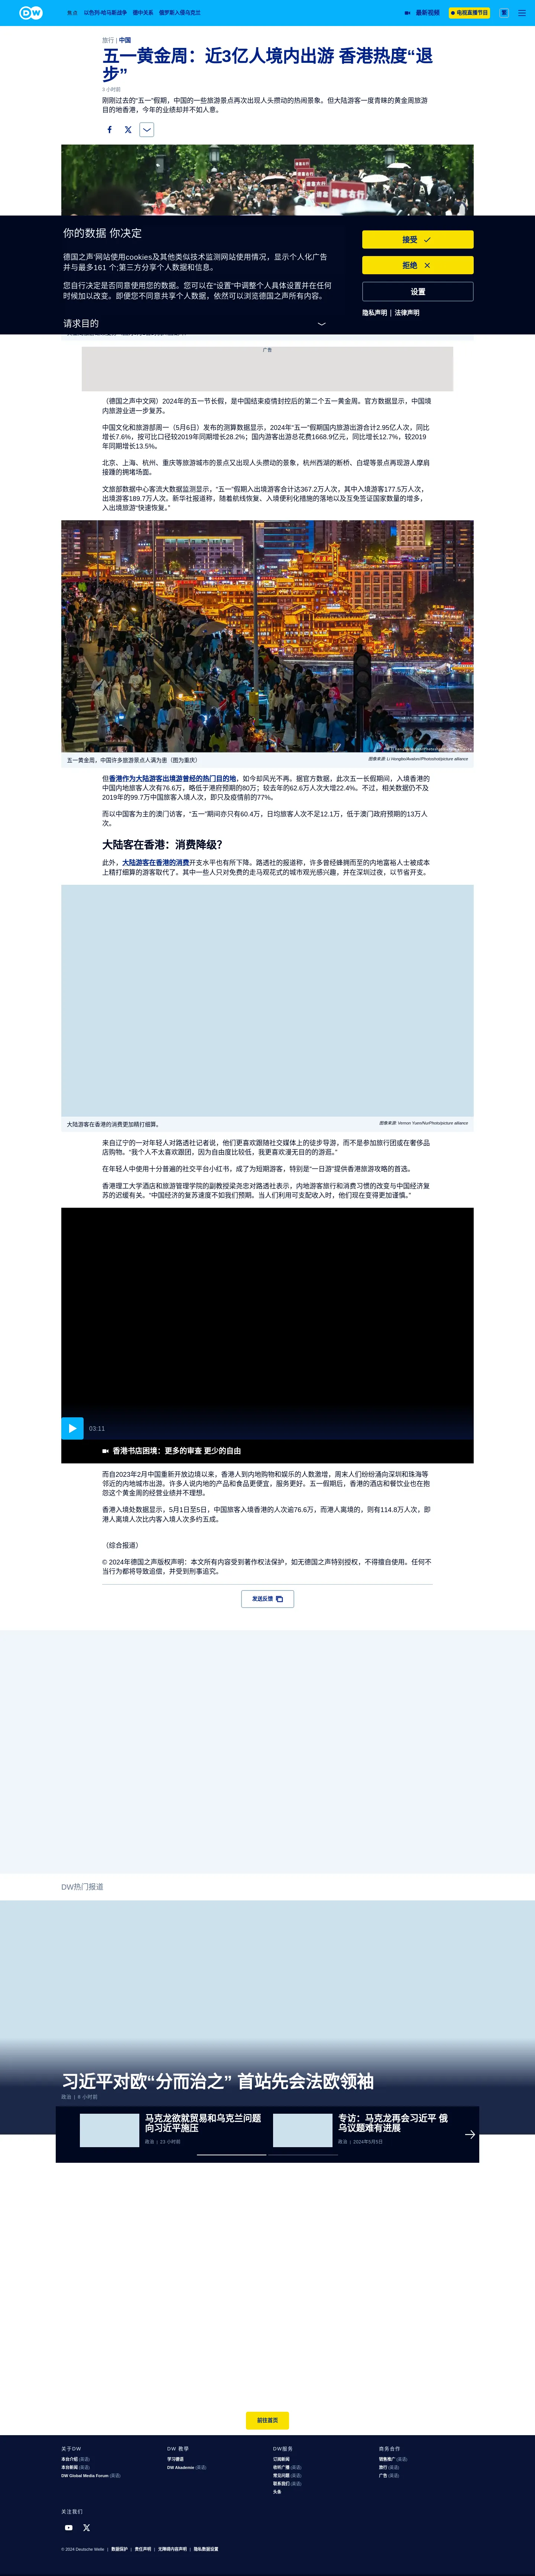 DW
焦点 以色列-哈马斯战争 德中关系 俄罗斯入侵乌克兰
最新视频
电视直播节目
繁
旅行 | 中国
五一黄金周：近3亿人境内出游 香港热度“退
步”
9 小时前
刚刚过去的“五一”假期，中国的一些旅游景点再次出现人头攒动的热闹景象。但大陆游客一度青睐的黄金周旅游
目的地香港，今年的业绩却并不如人意。
你的数据 你决定
德国之声'网站使用cookies及其他类似技术监测网站使用情况，显示个人化广告
并与最多161 个;第三方分享个人数据和信息。
您自行决定是否同意使用您的数据。您可以在"设置"中调整个人具体设置并在任何
时候加以改变。即便您不同意共享个人数据，依然可以浏览德国之声所有内容。
请求目的
接受
拒绝
设置
隐私声明 | 法律声明
广告
（德国之声中文网）2024年的五一节长假，是中国结束疫情封控后的第二个五一黄金周。官方数据显示，中国境
内旅游业进一步复苏。
中国文化和旅游部周一（5月6日）发布的测算数据显示，2024年“五一”假期国内旅游出游合计2.95亿人次，同比
增长7.6%，按可比口径较2019年同期增长28.2%；国内游客出游总花费1668.9亿元，同比增长12.7%，较2019
年同期增长13.5%。
北京、上海、杭州、重庆等旅游城市的景点又出现人头攒动的景象，杭州西湖的断桥、白堤等景点再现游人摩肩
接踵的拥堵场面。
文旅部数据中心客流大数据监测显示，“五一”假期入出境游客合计达367.2万人次，其中入境游客177.5万人次，
出境游客189.7万人次。新华社报道称，随着航线恢复、入境便利化措施的落地以及互免签证国家数量的增多，
入出境旅游“快速恢复。”
五一黄金周，中国许多旅游景点人满为患（图为重庆）
图像来源: Li Hongbo/Avalon/Photoshot/picture alliance
但香港作为大陆游客出境游曾经的热门目的地，如今却风光不再。据官方数据，此次五一长假期间，入境香港的
中国内地旅客人次有76.6万，略低于港府预期的80万；较去年的62.6万人次大增22.4%。不过，相关数据仍不及
2019年的99.7万中国旅客入境人次，即只及疫情前的77%。
而以中国客为主的澳门访客，“五一”期间亦只有60.4万，日均旅客人次不足12.1万，低于澳门政府预期的13万人
次。
大陆客在香港：消费降级？
此外，大陆游客在香港的消费开支水平也有所下降。路透社的报道称，许多曾经蜂拥而至的内地富裕人士被成本
上精打细算的游客取代了。其中一些人只对免费的走马观花式的城市观光感兴趣，并在深圳过夜，以节省开支。
大陆游客在香港的消费更加精打细算。
图像来源: Vernon Yuen/NurPhoto/picture alliance
来自辽宁的一对年轻人对路透社记者说，他们更喜欢跟随社交媒体上的徒步导游，而不是参加旅行团或在奢侈品
店购物。“我个人不太喜欢跟团，因为自由度比较低，我更喜欢漫无目的的游逛。”
在年轻人中使用十分普遍的社交平台小红书，成了为短期游客，特别是“一日游”提供香港旅游攻略的首选。
香港理工大学酒店和旅游管理学院的副教授梁尧忠对路透社表示，内地游客旅行和消费习惯的改变与中国经济复
苏的迟缓有关。“中国经济的复苏速度不如我们预期。当人们利用可支配收入时，他们现在变得更加谨慎。”
03:11
香港书店困境：更多的审查 更少的自由
而自2023年2月中国重新开放边境以来，香港人到内地购物和娱乐的人数激增，周末人们纷纷涌向深圳和珠海等
邻近的内地城市出游。许多人说内地的产品和食品更便宜，服务更好。五一假期后，香港的酒店和餐饮业也在抱
怨这个黄金周的经营业绩并不理想。
香港入境处数据显示，5月1日至5日，中国旅客入境香港的人次逾76.6万，而港人离境的，则有114.8万人次，即
港人离境人次比内客入境人次多约五成。
（综合报道）
© 2024年德国之声版权声明：本文所有内容受到著作权法保护，如无德国之声特别授权，不得擅自使用。任何不
当行为都将导致追偿，并受到刑事追究。
发送反馈
DW热门报道
习近平对欧“分而治之” 首站先会法欧领袖
政治 | 8 小时前
马克龙欲就贸易和乌克兰问题
向习近平施压
政治 | 23 小时前
专访：马克龙再会习近平 俄
乌议题难有进展
政治 | 2024年5月5日
前往首页
关于DW
本台介绍 (英语)
本台新闻 (英语)
DW Global Media Forum (英语)
DW 教学
学习德语
DW Akademie (英语)
DW服务
订阅新闻
收听广播 (英语)
常见问题 (英语)
联系我们 (英语)
头条
商务合作
销售推广 (英语)
旅行 (英语)
广告 (英语)
关注我们
© 2024 Deutsche Welle | 数据保护 | 责任声明 | 无障碍内容声明 | 隐私数据设置